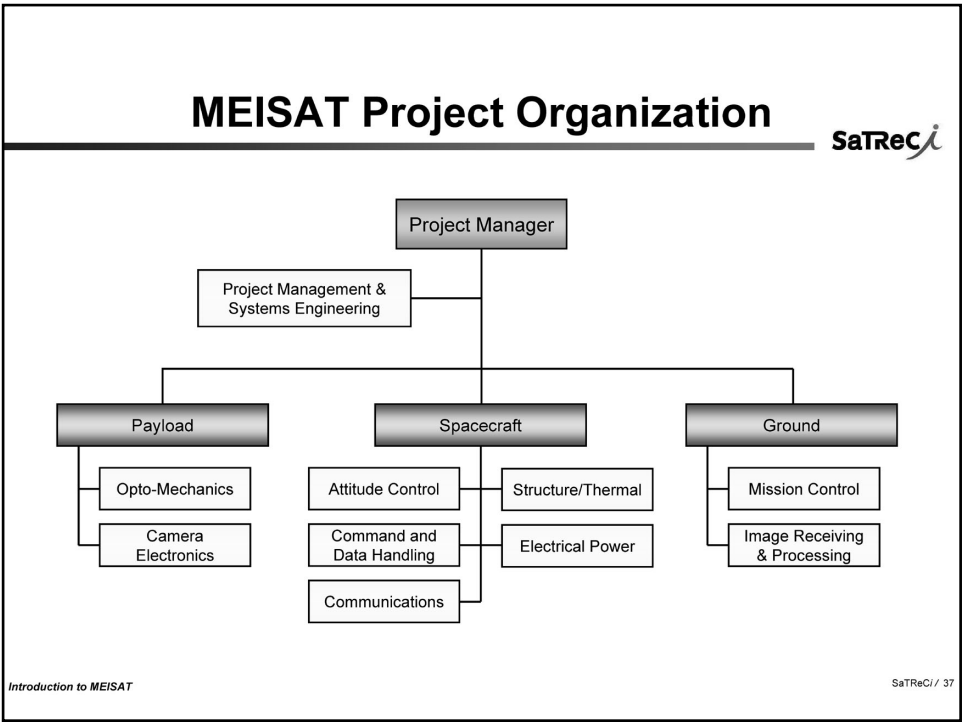 MEISAT Project Organization
SaTReCi
Project Manager
Project Management &
Systems Engineering
Payload
Spacecraft
Ground
Opto-Mechanics
Attitude Control
Structure/Thermal
Mission Control
Camera
Electronics
Command and
Data Handling
Electrical Power
Image Receiving
& Processing
Communications
Introduction to MEISAT
SaTReCi / 37